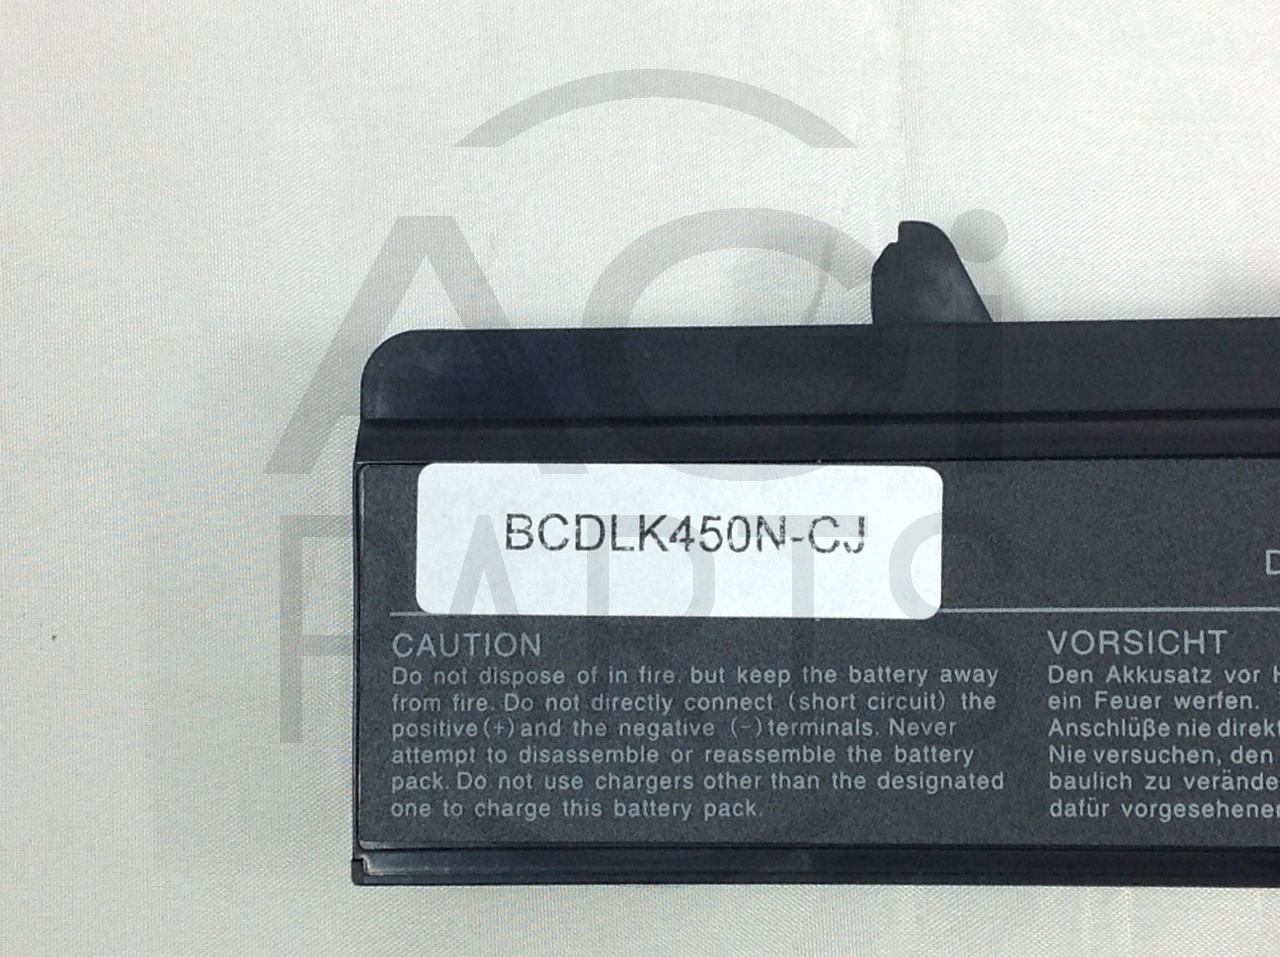 AGi
PARTS
BCDLK450N-CJ
D
CAUTION
Do not dispose of in fire, but keep the battery away
from fire. Do not directly connect (short circuit) the
positive (+) and the negative (-) terminals. Never
attempt to disassemble or reassemble the battery
pack. Do not use chargers other than the designated
one to charge this battery pack.
VORSICHT
Den Akkusatz vor H
ein Feuer werfen.
Anschlüße nie direkt
Nie versuchen, den
baulich zu verände
dafür vorgesehener